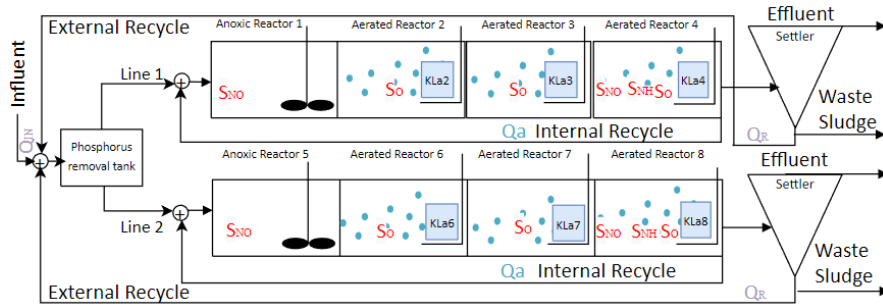 External Recycle
Anoxic Reactor 1
Aerated Reactor 2
Aerated Reactor 3
Aerated Reactor 4
Effluent
Settler
Influent
Line 1
SNO
SO
KLa2
SO
KLa3
SNO
SNH
SO
KLa4
Waste
Sludge
QIN
Qa
Internal Recycle
QR
Phosphorus
removal tank
Anoxic Reactor 5
Aerated Reactor 6
Aerated Reactor 7
Aerated Reactor 8
Effluent
Settler
Line 2
SNO
SO
KLa6
SO
KLa7
SNO
SNH
SO
KLa8
Waste
Sludge
Qa
Internal Recycle
External Recycle
QR